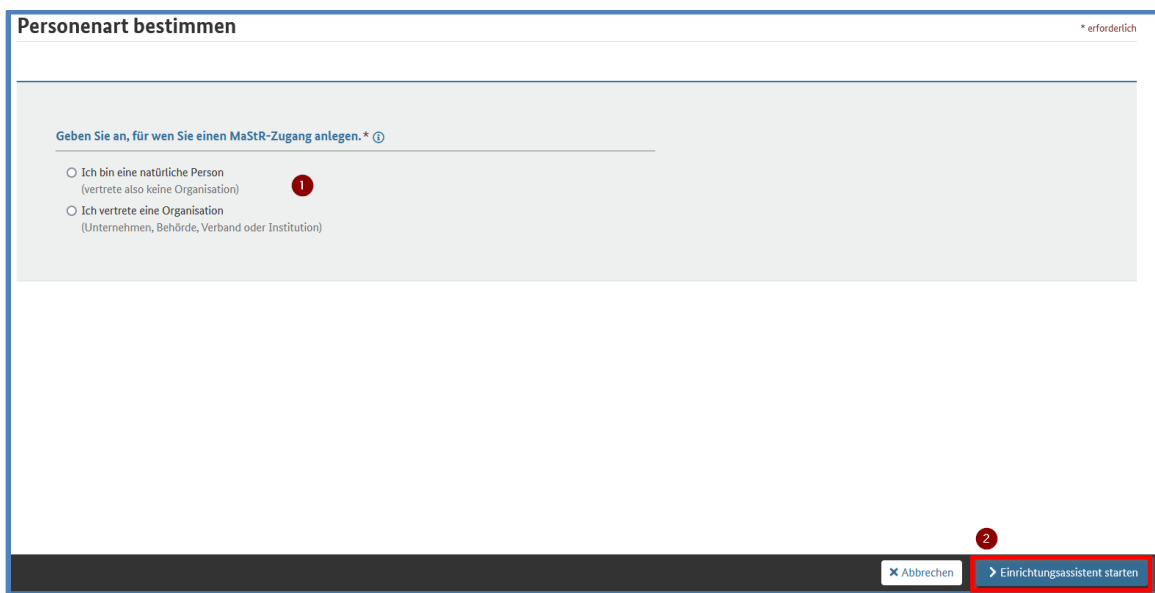 Personenart bestimmen
* erforderlich
Geben Sie an, für wen Sie einen MaStR-Zugang anlegen. *
Ich bin eine natürliche Person
(vertrete also keine Organisation)
1
Ich vertrete eine Organisation
(Unternehmen, Behörde, Verband oder Institution)
2
Abbrechen
Einrichtungsassistent starten